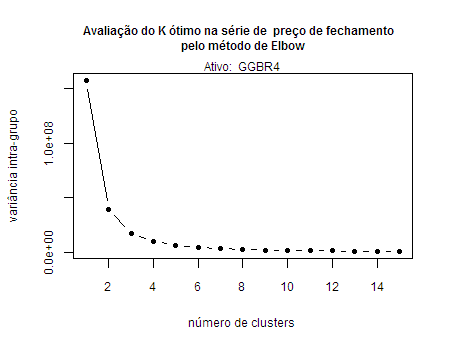 Avaliação do K ótimo na série de preço de fechamento
pelo método de Elbow
Ativo: GGBR4
variância intra-grupo
1.0e+08
0.0e+00
2 4 6 8 10 12 14
número de clusters